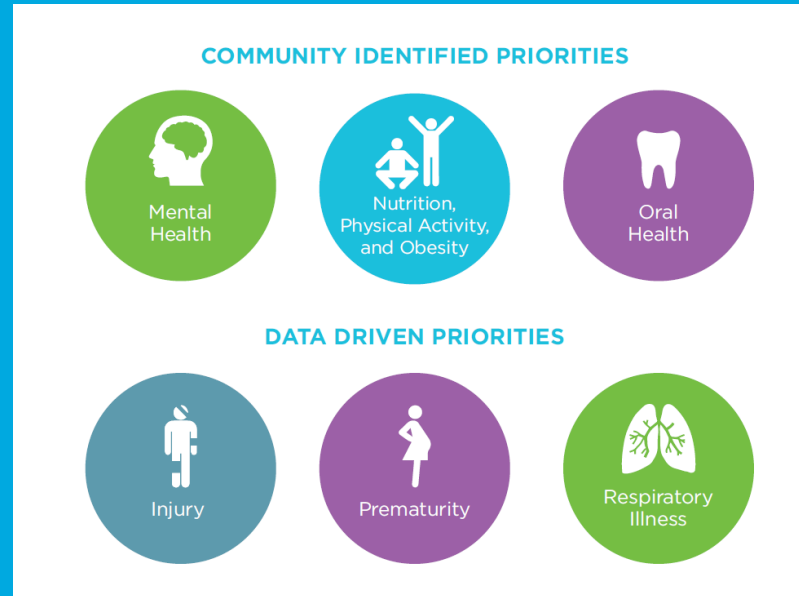 COMMUNITY IDENTIFIED PRIORITIES
Mental
Health
Nutrition,
Physical Activity,
and Obesity
Oral
Health
DATA DRIVEN PRIORITIES
Injury
Prematurity
Respiratory
Illness